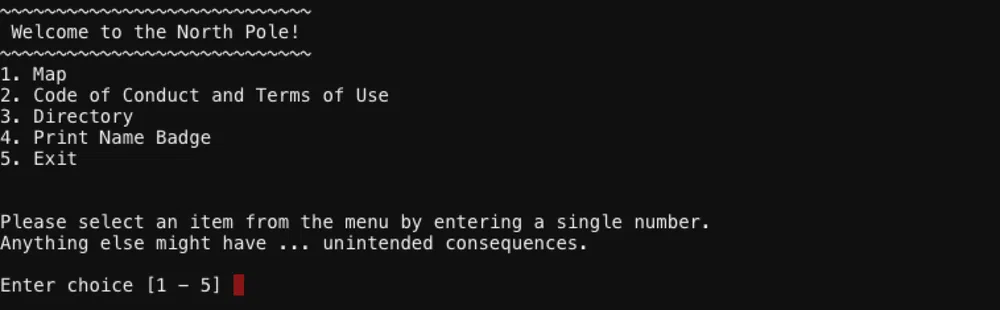 ~~~~~~~~~~~~~~~~~~~~~~~~~~~~
Welcome to the North Pole!
~~~~~~~~~~~~~~~~~~~~~~~~~~~~
1. Map
2. Code of Conduct and Terms of Use
3. Directory
4. Print Name Badge
5. Exit
Please select an item from the menu by entering a single number.
Anything else might have ... unintended consequences.
Enter choice [1 - 5]